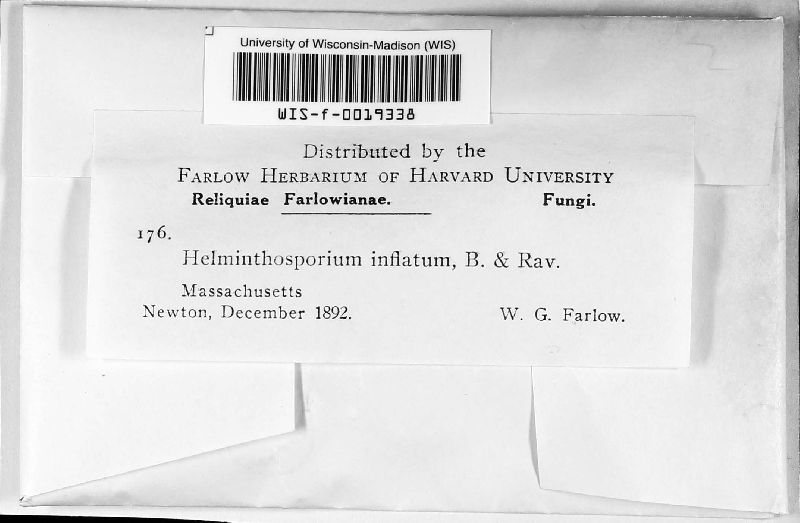 University of Wisconsin-Madison (WIS)
WIS-f-0019338
Distributed by the
Farlow Herbarium of Harvard University
Reliquiae Farlowianae. Fungi.
176.
Helminthosporium inflatum, B. & Rav.
Massachusetts
Newton, December 1892. W. G. Farlow.